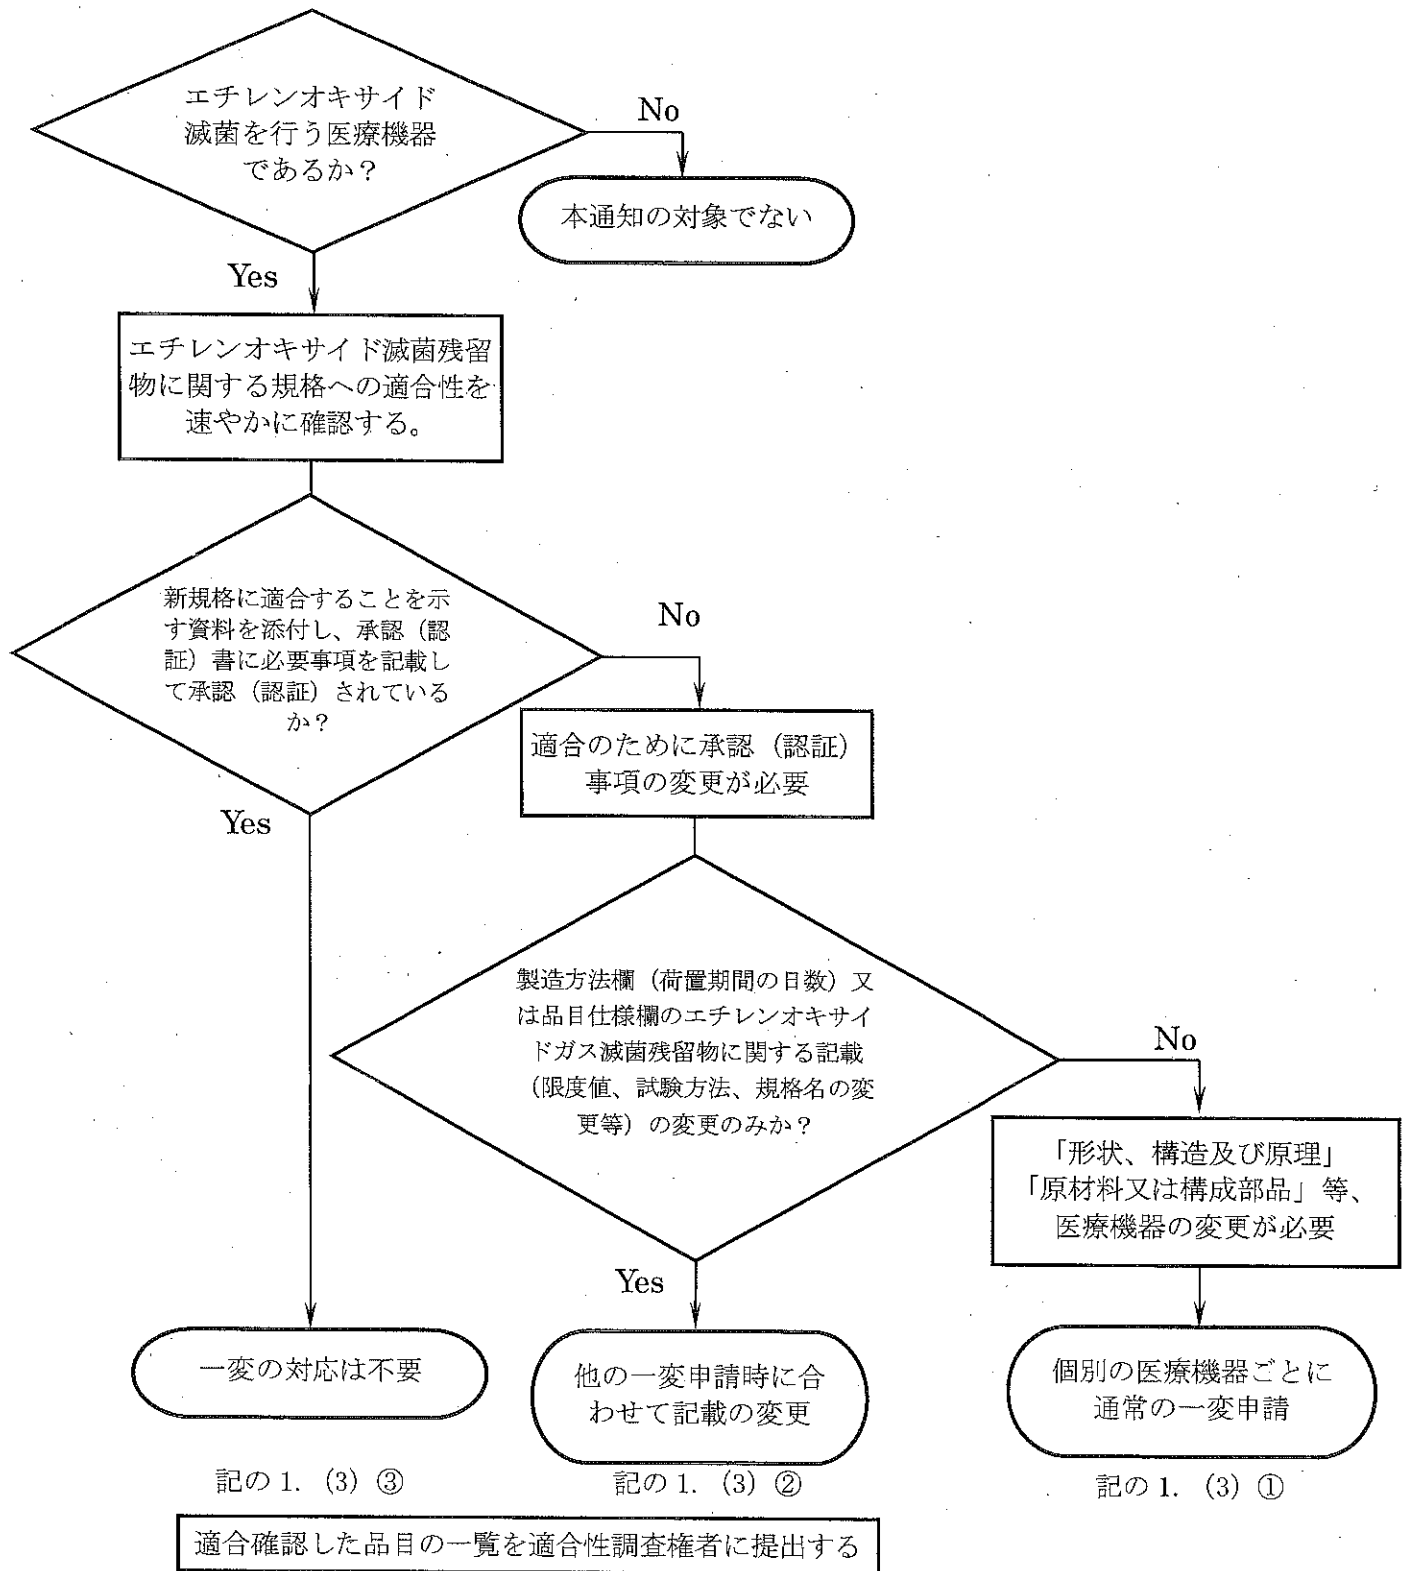 エチレンオキサイド
滅菌を行う医療機器
であるか？
No
本通知の対象でない
Yes
エチレンオキサイド滅菌残留
物に関する規格への適合性を
速やかに確認する。
新規格に適合することを示
す資料を添付し、承認（認
証）書に必要事項を記載し
て承認（認証）されている
か？
No
適合のために承認（認証）
事項の変更が必要
Yes
製造方法欄（荷置期間の日数）又
は品目仕様欄のエチレンオキサイ
ドガス滅菌残留物に関する記載
（限度値、試験方法、規格名の変
更等）の変更のみか？
No
「形状、構造及び原理」
「原材料又は構成部品」等、
医療機器の変更が必要
Yes
一変の対応は不要
他の一変申請時に合
わせて記載の変更
個別の医療機器ごとに
通常の一変申請
記の 1. (3) ③
記の 1. (3) ②
記の 1. (3) ①
適合確認した品目の一覧を適合性調査権者に提出する